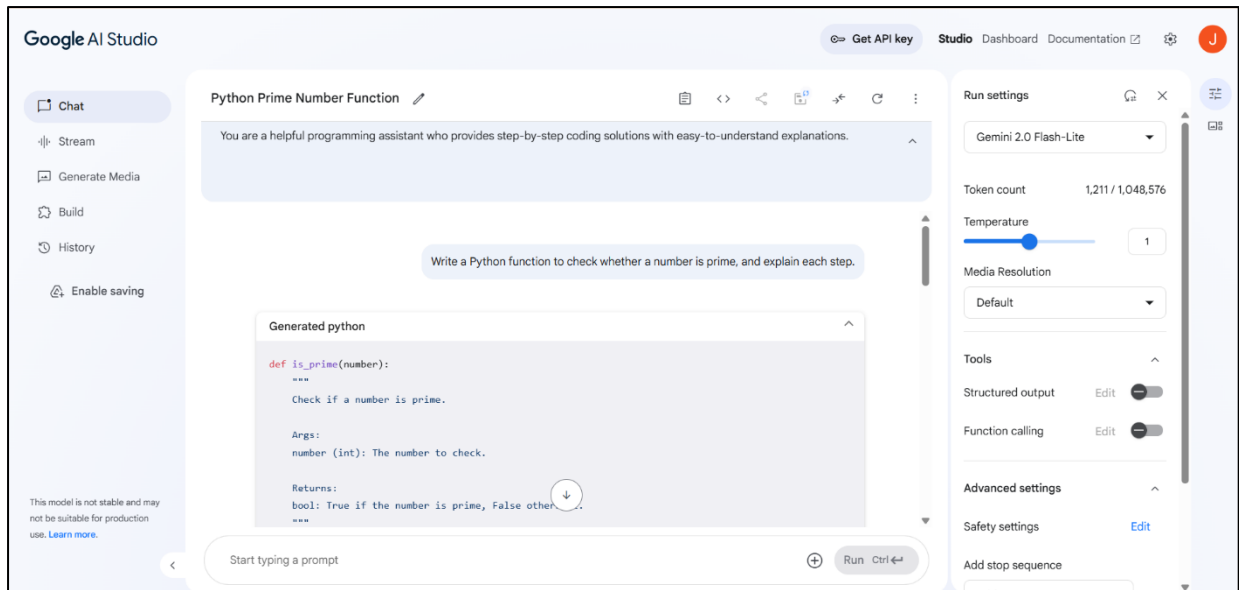 Google AI Studio
Get API key
Studio Dashboard Documentation
J
Chat
Stream
Generate Media
Build
History
Enable saving
This model is not stable and may
not be suitable for production
use. Learn more.
Python Prime Number Function
You are a helpful programming assistant who provides step-by-step coding solutions with easy-to-understand explanations.
Write a Python function to check whether a number is prime, and explain each step.
Generated python
def is_prime(number):
"""
Check if a number is prime.
Args:
number (int): The number to check.
Returns:
bool: True if the number is prime, False
"""
Start typing a prompt
Run Ctrl
Run settings
Gemini 2.0 Flash-Lite
Token count 1,211 / 1,048,576
Temperature
1
Media Resolution
Default
Tools
Structured output Edit
Function calling Edit
Advanced settings
Safety settings Edit
Add stop sequence